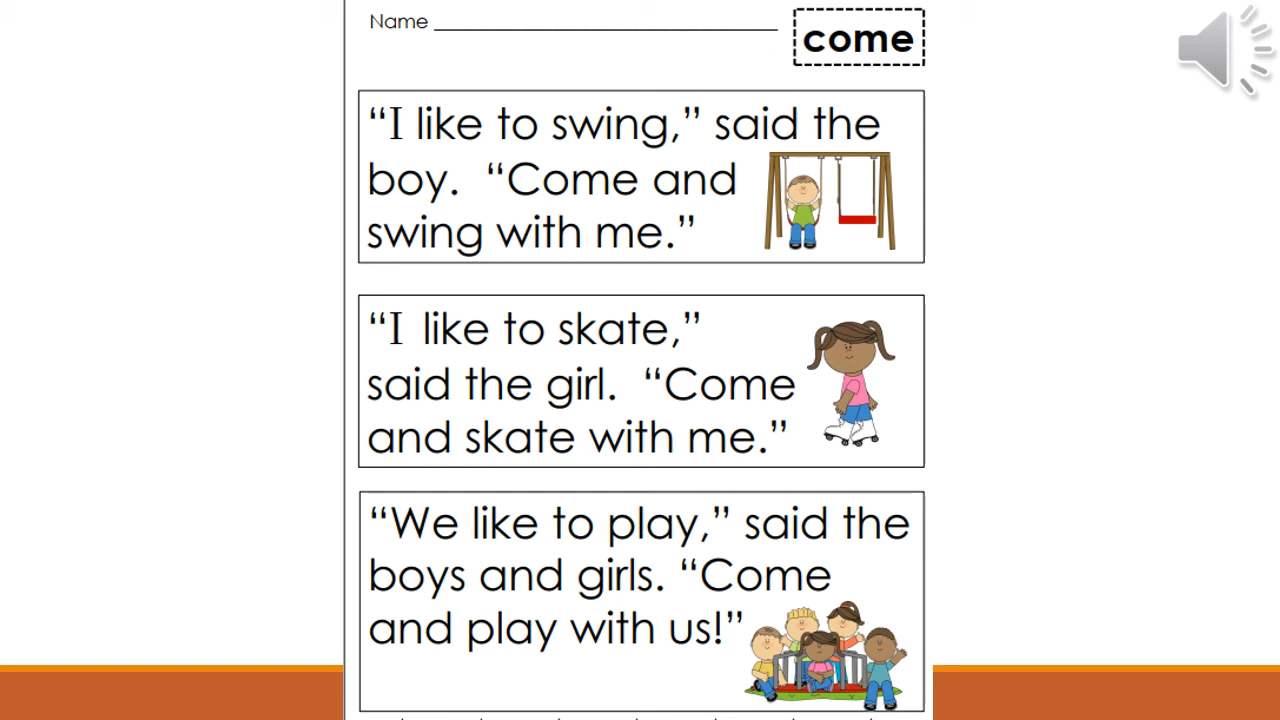 Name
come
“I like to swing,” said the
boy. “Come and
swing with me.”
“I like to skate,”
said the girl. “Come
and skate with me.”
“We like to play,” said the
boys and girls. “Come
and play with us!”